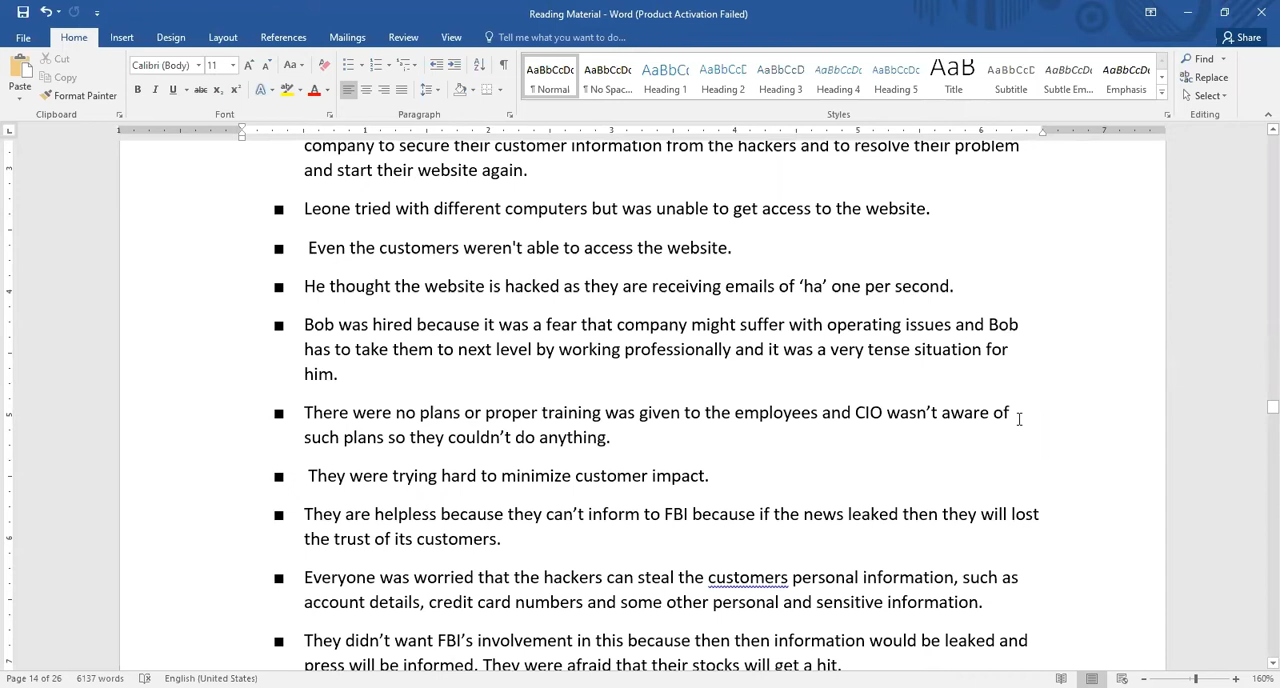 Reading Material - Word (Product Activation Failed)
File Home Insert Design Layout References Mailings Review View Tell me what you want to do... Share
Paste
Cut
Copy
Format Painter
Calibri (Body) 11
AaBbCcDc AaBbCcDc AaBbCc AaBbCcD AaBbCcD AaBbCcDc AaBbCcDc AaB AaBbCcD AaBbCcDc AaBbCcDc
¶ Normal ¶ No Spac... Heading 1 Heading 2 Heading 3 Heading 4 Heading 5 Title Subtitle Subtle Em... Emphasis
Find
Replace
Select
Clipboard Font Paragraph Styles Editing
1 1 2 3 4 5 6 7
company to secure their customer information from the hackers and to resolve their problem
and start their website again.
■ Leone tried with different computers but was unable to get access to the website.
■ Even the customers weren't able to access the website.
■ He thought the website is hacked as they are receiving emails of ‘ha’ one per second.
■ Bob was hired because it was a fear that company might suffer with operating issues and Bob
has to take them to next level by working professionally and it was a very tense situation for
him.
■ There were no plans or proper training was given to the employees and CIO wasn’t aware of
such plans so they couldn’t do anything.
■ They were trying hard to minimize customer impact.
■ They are helpless because they can’t inform to FBI because if the news leaked then they will lost
the trust of its customers.
■ Everyone was worried that the hackers can steal the customers personal information, such as
account details, credit card numbers and some other personal and sensitive information.
■ They didn’t want FBI’s involvement in this because then then information would be leaked and
press will be informed. They were afraid that their stocks will get a hit.
Page 14 of 26 6137 words English (United States) 160%